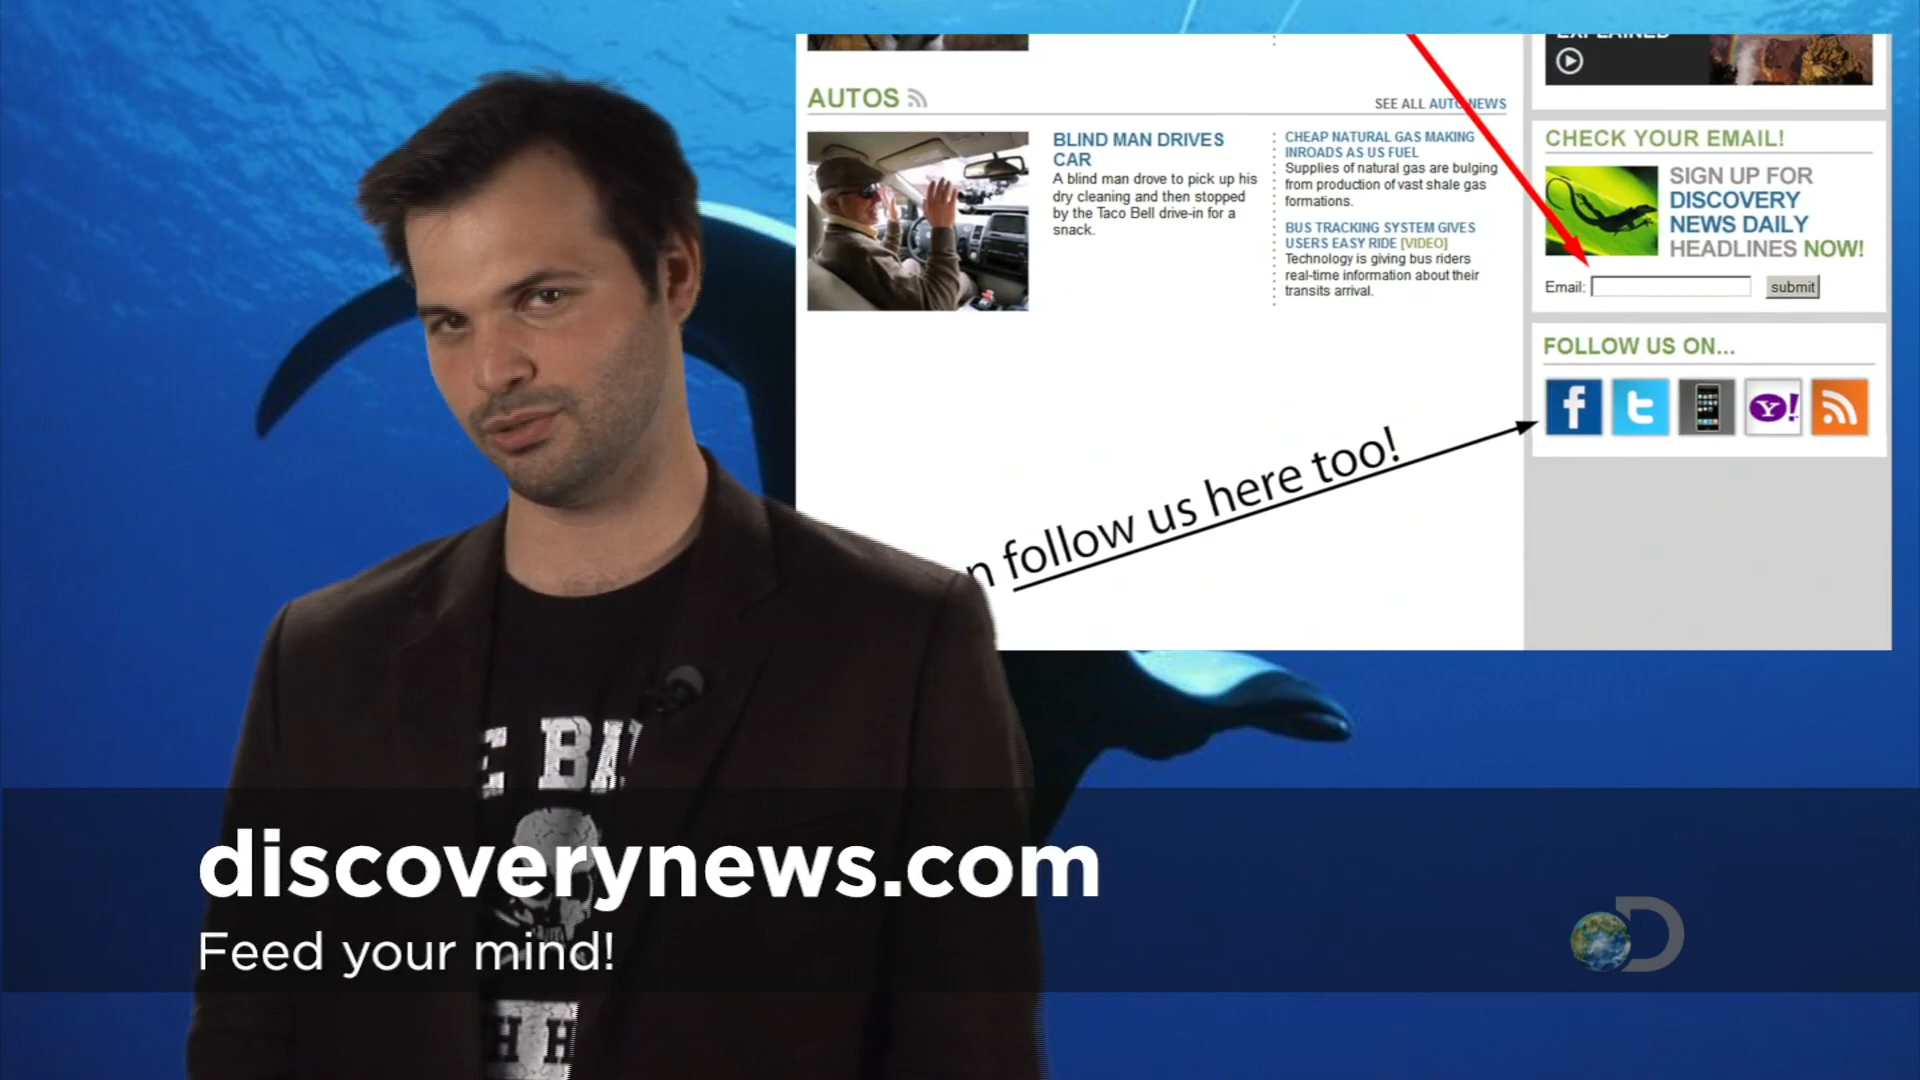 AUTOS
SEE ALL AUTO NEWS
BLIND MAN DRIVES
CAR
A blind man drove to pick up his
dry cleaning and then stopped
by the Taco Bell drive-in for a
snack.
CHEAP NATURAL GAS MAKING
INROADS AS US FUEL
Supplies of natural gas are bulging
from production of vast shale gas
formations.
BUS TRACKING SYSTEM GIVES
USERS EASY RIDE [VIDEO]
Technology is giving bus riders
real-time information about their
transits arrival.
EXPLAINED
CHECK YOUR EMAIL!
SIGN UP FOR
DISCOVERY
NEWS DAILY
HEADLINES NOW!
Email:
submit
FOLLOW US ON...
f
t
Y!
n follow us here too!
E BA
discoverynews.com
Feed your mind!
D
H H